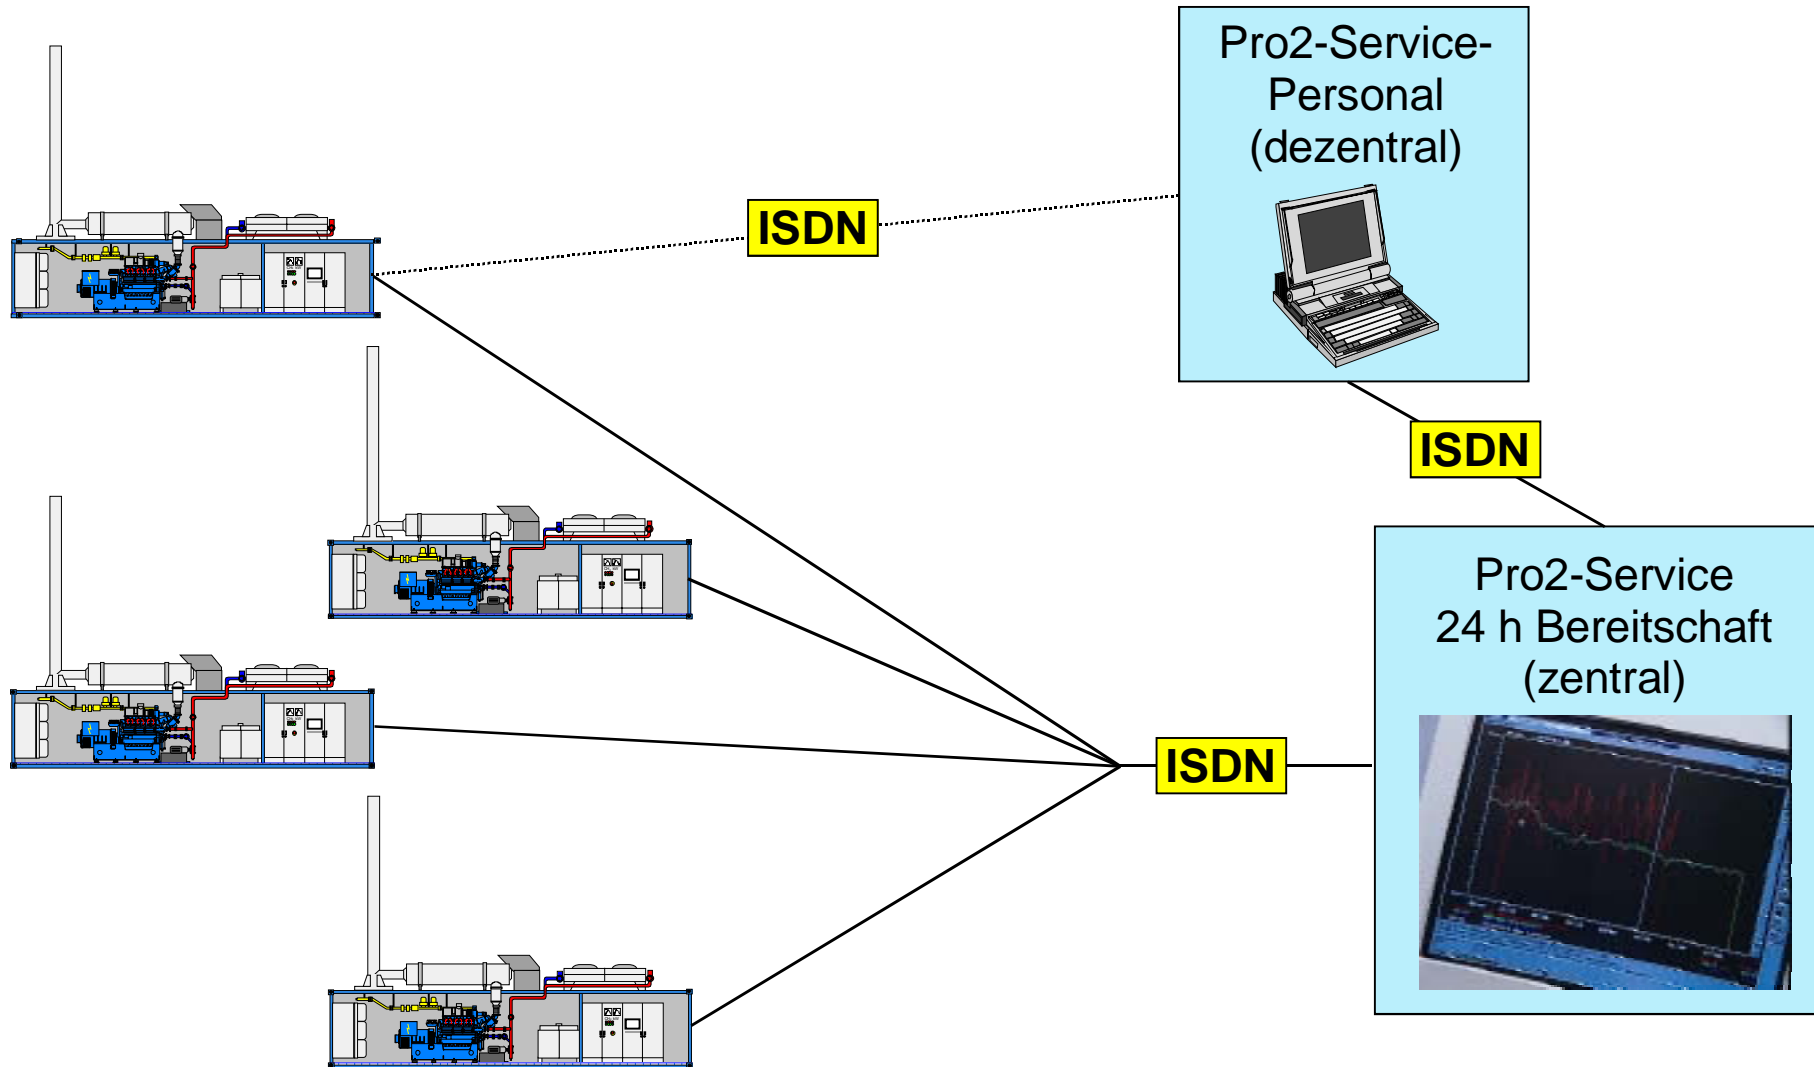 Pro2-Service-
Personal
(dezentral)
ISDN
ISDN
Pro2-Service
24 h Bereitschaft
(zentral)
ISDN